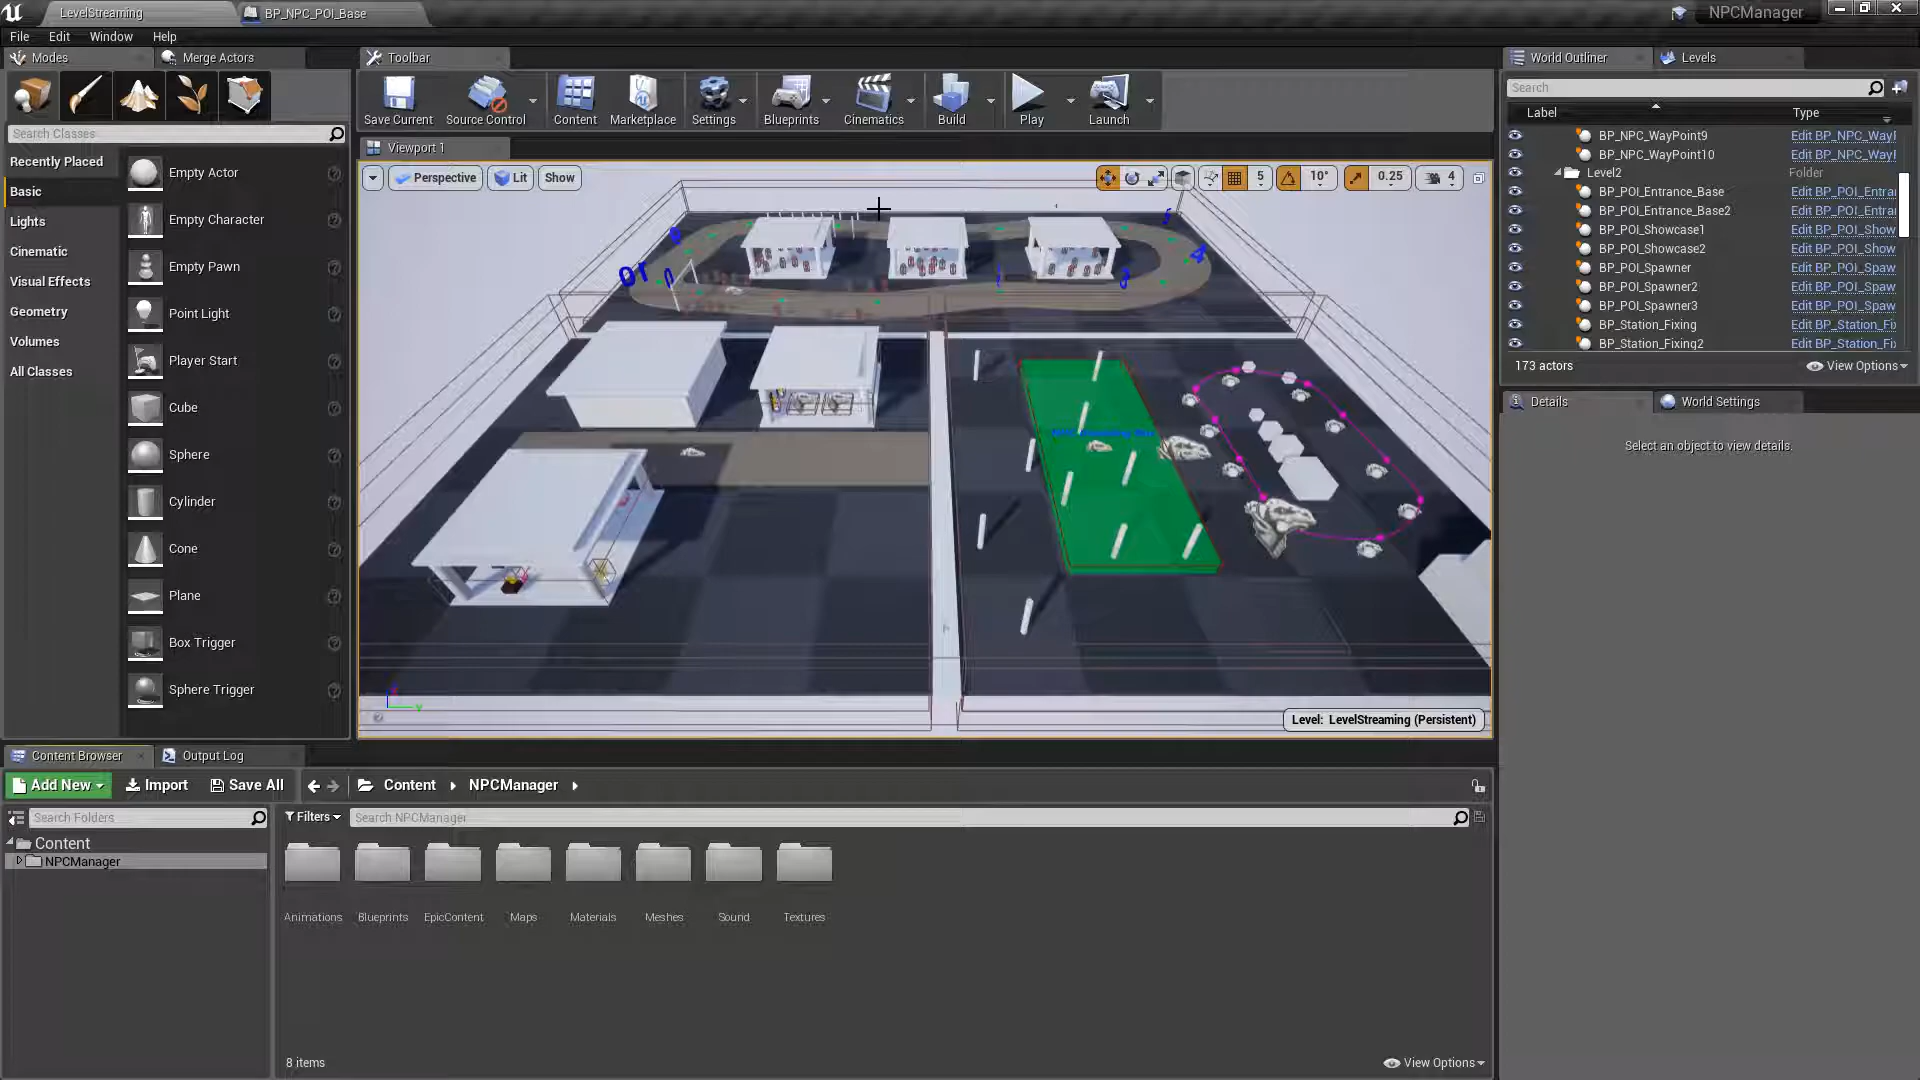 LevelStreaming
BP_NPC_POI_Base
NPCManager
File Edit Window Help
Modes
Merge Actors
Toolbar
World Outliner
Levels
Save Current
Source Control
Content
Marketplace
Settings
Blueprints
Cinematics
Build
Play
Launch
Search
Label
Type
Search Classes
Viewport 1
Recently Placed
Basic
Lights
Cinematic
Visual Effects
Geometry
Volumes
All Classes
Empty Actor
Empty Character
Empty Pawn
Point Light
Player Start
Cube
Sphere
Cylinder
Cone
Plane
Box Trigger
Sphere Trigger
Perspective
Lit
Show
5
10°
0.25
4
Level: LevelStreaming (Persistent)
BP_NPC_WayPoint9 Edit BP_NPC_Way
BP_NPC_WayPoint10 Edit BP_NPC_Way
Level2 Folder
BP_POI_Entrance_Base Edit BP_POI_Entra
BP_POI_Entrance_Base2 Edit BP_POI_Entra
BP_POI_Showcase1 Edit BP_POI_Show
BP_POI_Showcase2 Edit BP_POI_Show
BP_POI_Spawner Edit BP_POI_Spaw
BP_POI_Spawner2 Edit BP_POI_Spaw
BP_POI_Spawner3 Edit BP_POI_Spaw
BP_Station_Fixing Edit BP_Station_Fi
BP_Station_Fixing2 Edit BP_Station_Fi
173 actors
View Options
Details
World Settings
Select an object to view details.
Content Browser
Output Log
Add New
Import
Save All
Content
NPCManager
Search Folders
Filters
Search NPCManager
Content
NPCManager
Animations
Blueprints
EpicContent
Maps
Materials
Meshes
Sound
Textures
8 items
View Options